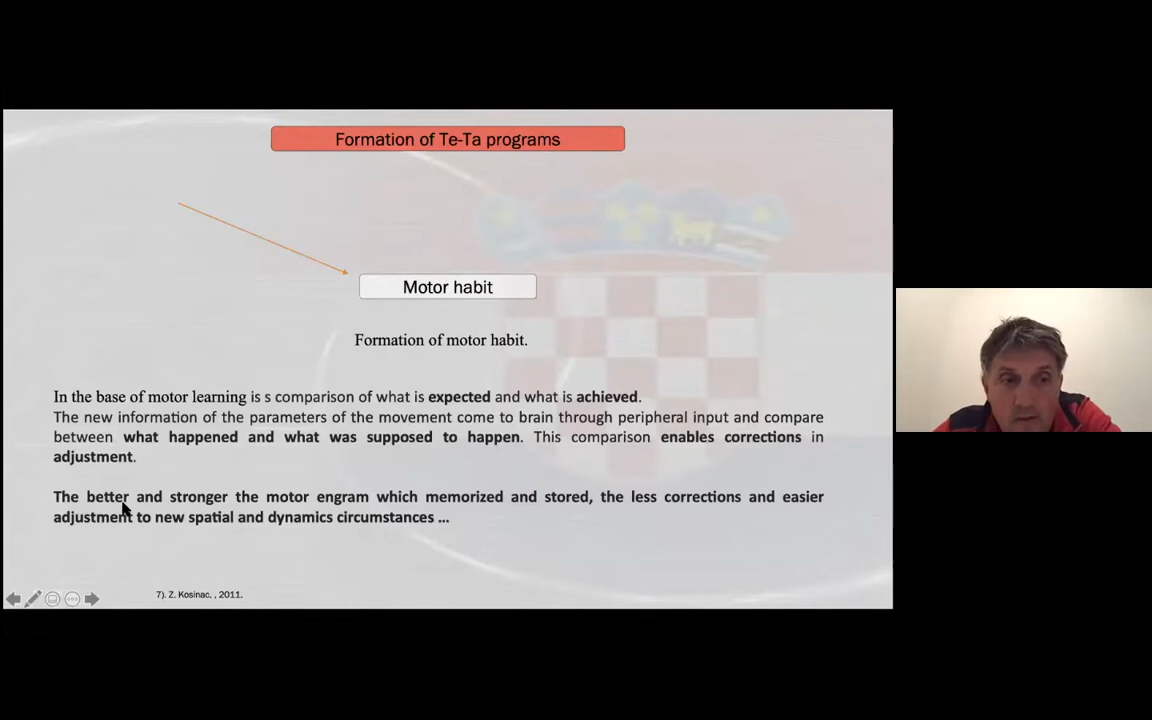 Formation of Te-Ta programs
Motor habit
Formation of motor habit.
In the base of motor learning is s comparison of what is expected and what is achieved.
The new information of the parameters of the movement come to brain through peripheral input and compare
between what happened and what was supposed to happen. This comparison enables corrections in
adjustment.
The better and stronger the motor engram which memorized and stored, the less corrections and easier
adjustment to new spatial and dynamics circumstances ...
7). Z. Kosinac, , 2011.